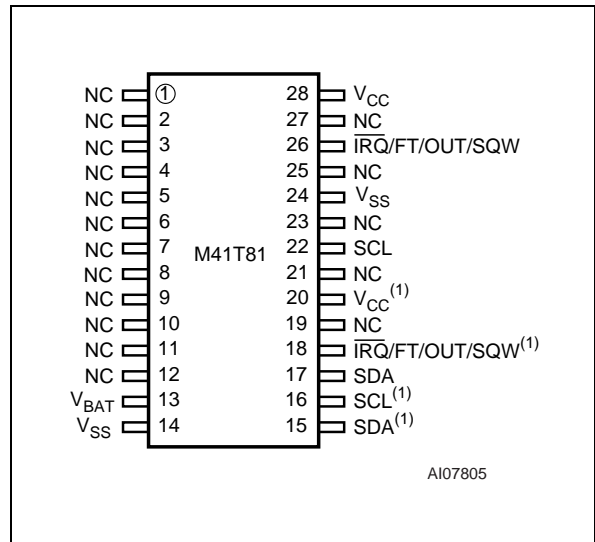 NC 1 28 VCC
NC 2 27 NC
NC 3 26 IRQ/FT/OUT/SQW
NC 4 25 NC
NC 5 24 VSS
NC 6 23 NC
NC 7 M41T81 22 SCL
NC 8 21 NC
NC 9 20 VCC(1)
NC 10 19 NC
NC 11 18 IRQ/FT/OUT/SQW(1)
NC 12 17 SDA
VBAT 13 16 SCL(1)
VSS 14 15 SDA(1)
AI07805